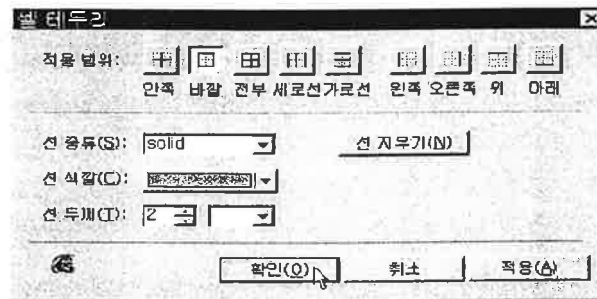 셀 테두리
적용 범위:
안쪽 바깥 전부 세로선 가로선 왼쪽 오른쪽 위 아래
선 종류(S): solid 선 지우기(N)
선 색깔(C):
선 두께(T): 2
확인(O) 취소 적용(A)